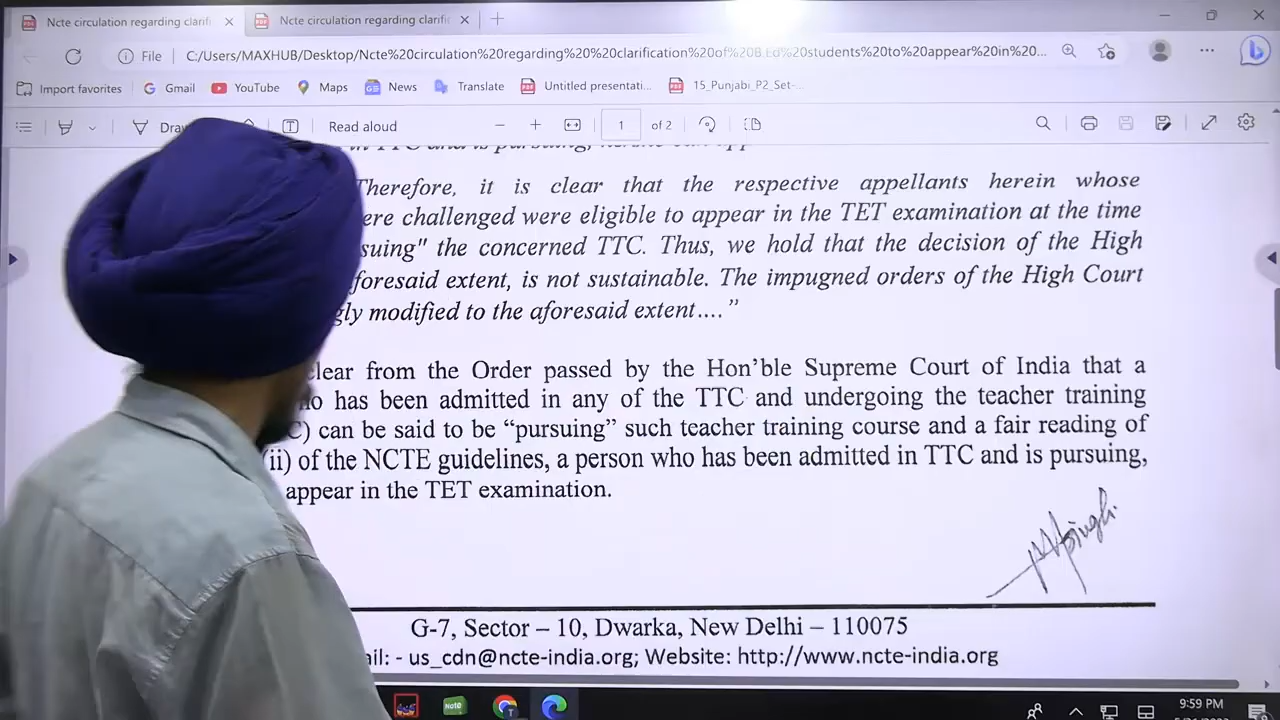 Ncte circulation regarding clarifi
Ncte circulation regarding clarific
File
C:/Users/MAXHUB/Desktop/Ncte%20circulation%20regarding%20%20clarification%20of%20B.Ed%20students%20to%20appear%20in%20...
Import favorites
Gmail
YouTube
Maps
News
Translate
Untitled presentati...
15_Punjabi_P2_Set-...
Read aloud
1
of 2
Therefore, it is clear that the respective appellants herein whose
ere challenged were eligible to appear in the TET examination at the time
suing" the concerned TTC. Thus, we hold that the decision of the High
foresaid extent, is not sustainable. The impugned orders of the High Court
gly modified to the aforesaid extent...."
lear from the Order passed by the Hon'ble Supreme Court of India that a
ho has been admitted in any of the TTC and undergoing the teacher training
C) can be said to be "pursuing" such teacher training course and a fair reading of
(ii) of the NCTE guidelines, a person who has been admitted in TTC and is pursuing,
appear in the TET examination.
G-7, Sector – 10, Dwarka, New Delhi – 110075
ail: - us_cdn@ncte-india.org; Website: http://www.ncte-india.org
Note
9:59 PM